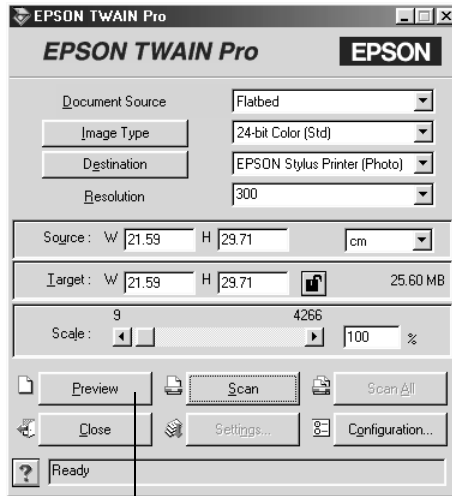 EPSON TWAIN Pro
EPSON TWAIN Pro EPSON
Document Source Flatbed
Image Type 24-bit Color (Std)
Destination EPSON Stylus Printer (Photo)
Resolution 300
Source : W 21.59 H 29.71 cm
Target : W 21.59 H 29.71 25.60 MB
9 4266
Scale : 100 %
Preview Scan Scan All
Close Settings... Configuration...
? Ready